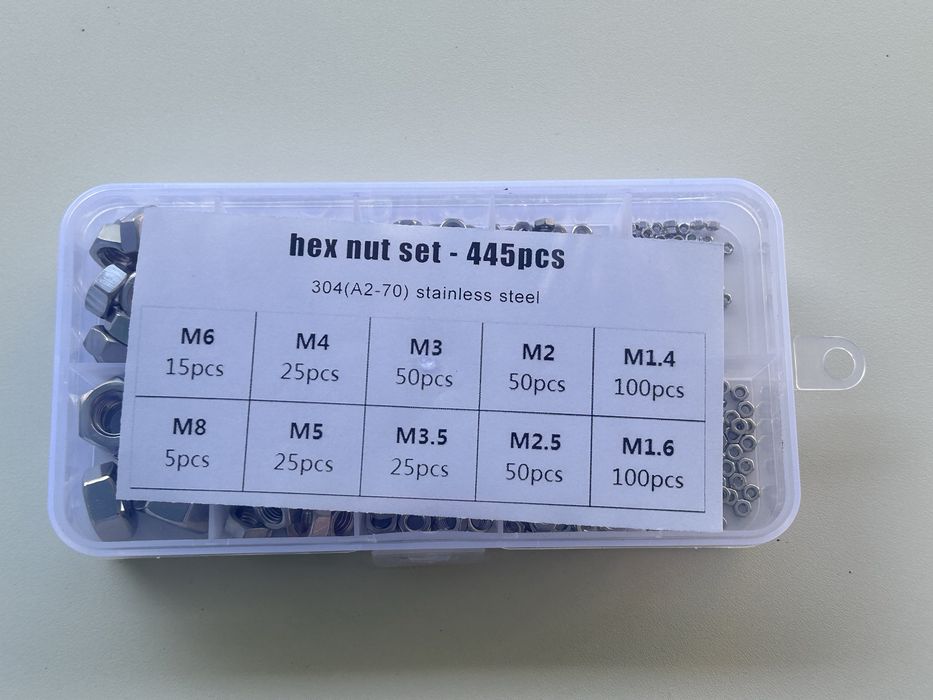 hex nut set - 445pcs
304(A2-70) stainless steel
M6 M4 M3 M2 M1.4
15pcs 25pcs 50pcs 50pcs 100pcs
M8 M5 M3.5 M2.5 M1.6
5pcs 25pcs 25pcs 50pcs 100pcs